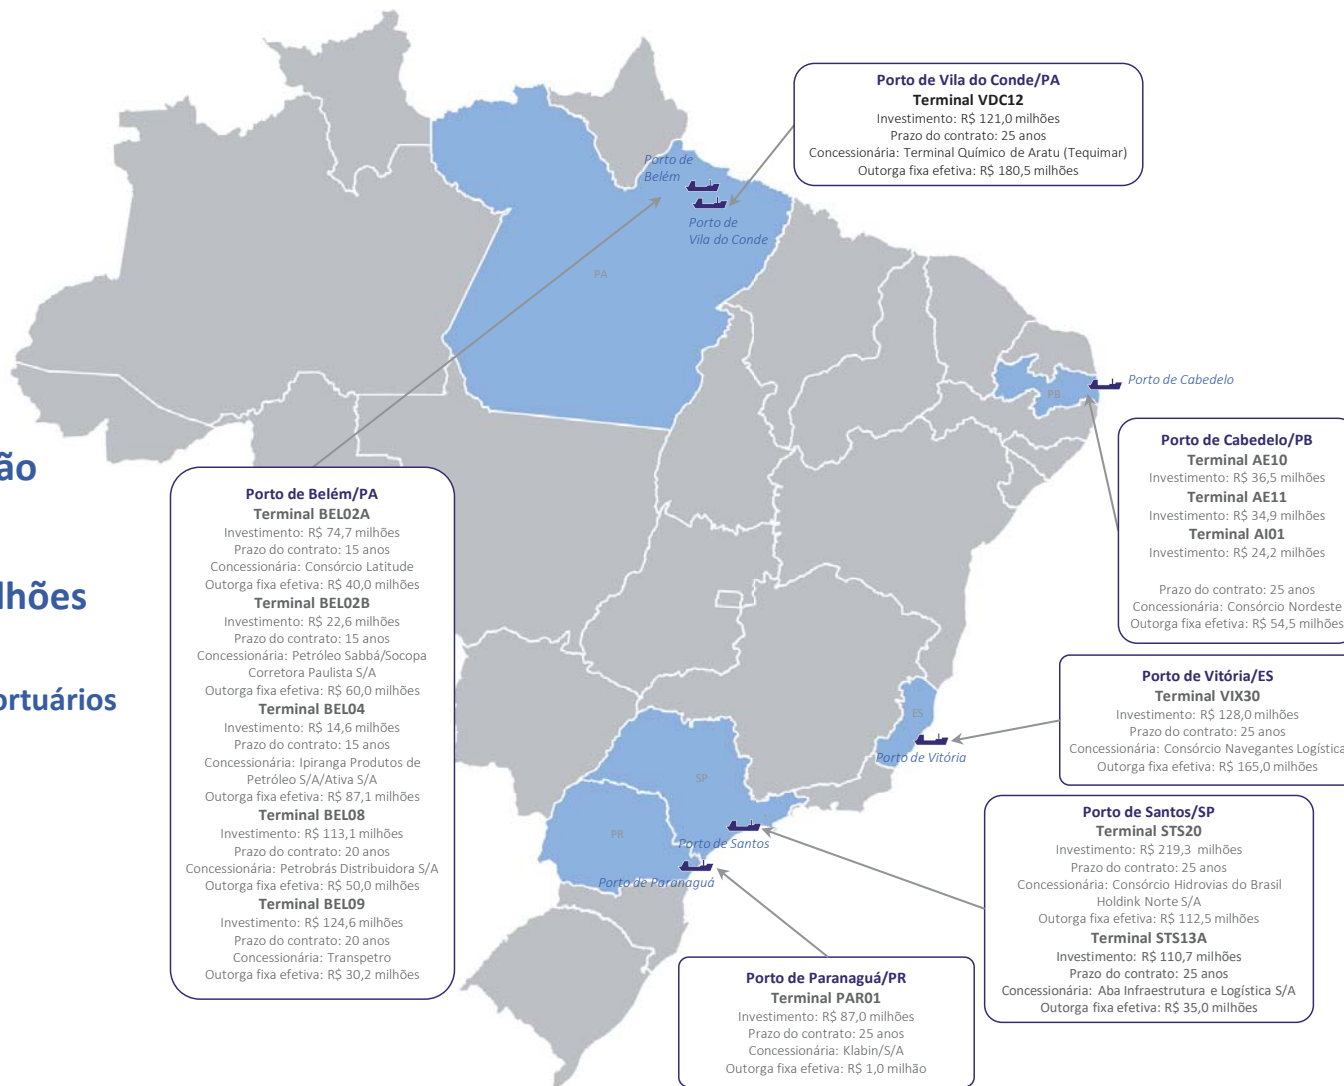 ão
lhões
ortuários
Porto de Vila do Conde/PA
Terminal VDC12
Investimento: R$ 121,0 milhões
Prazo do contrato: 25 anos
Concessionária: Terminal Químico de Aratu (Tequimar)
Outorga fixa efetiva: R$ 180,5 milhões
Porto de
Belém
Porto de
Vila do Conde
PA
PB
Porto de Cabedelo
Porto de Cabedelo/PB
Terminal AE10
Investimento: R$ 36,5 milhões
Terminal AE11
Investimento: R$ 34,9 milhões
Terminal AI01
Investimento: R$ 24,2 milhões
Prazo do contrato: 25 anos
Concessionária: Consórcio Nordeste
Outorga fixa efetiva: R$ 54,5 milhões
Porto de Belém/PA
Terminal BEL02A
Investimento: R$ 74,7 milhões
Prazo do contrato: 15 anos
Concessionária: Consórcio Latitude
Outorga fixa efetiva: R$ 40,0 milhões
Terminal BEL02B
Investimento: R$ 22,6 milhões
Prazo do contrato: 15 anos
Concessionária: Petróleo Sabbá/Socopa
Corretora Paulista S/A
Outorga fixa efetiva: R$ 60,0 milhões
Terminal BEL04
Investimento: R$ 14,6 milhões
Prazo do contrato: 15 anos
Concessionária: Ipiranga Produtos de
Petróleo S/A/Ativa S/A
Outorga fixa efetiva: R$ 87,1 milhões
Terminal BEL08
Investimento: R$ 113,1 milhões
Prazo do contrato: 20 anos
Concessionária: Petrobrás Distribuidora S/A
Outorga fixa efetiva: R$ 50,0 milhões
Terminal BEL09
Investimento: R$ 124,6 milhões
Prazo do contrato: 20 anos
Concessionária: Transpetro
Outorga fixa efetiva: R$ 30,2 milhões
Porto de Vitória/ES
Terminal VIX30
Investimento: R$ 128,0 milhões
Prazo do contrato: 25 anos
Concessionária: Consórcio Navegantes Logística
Outorga fixa efetiva: R$ 165,0 milhões
ES
Porto de Vitória
SP
Porto de Santos
PR
Porto de Paranaguá
Porto de Santos/SP
Terminal STS20
Investimento: R$ 219,3 milhões
Prazo do contrato: 25 anos
Concessionária: Consórcio Hidrovias do Brasil
Holdink Norte S/A
Outorga fixa efetiva: R$ 112,5 milhões
Terminal STS13A
Investimento: R$ 110,7 milhões
Prazo do contrato: 25 anos
Concessionária: Aba Infraestrutura e Logística S/A
Outorga fixa efetiva: R$ 35,0 milhões
Porto de Paranaguá/PR
Terminal PAR01
Investimento: R$ 87,0 milhões
Prazo do contrato: 25 anos
Concessionária: Klabin/S/A
Outorga fixa efetiva: R$ 1,0 milhão